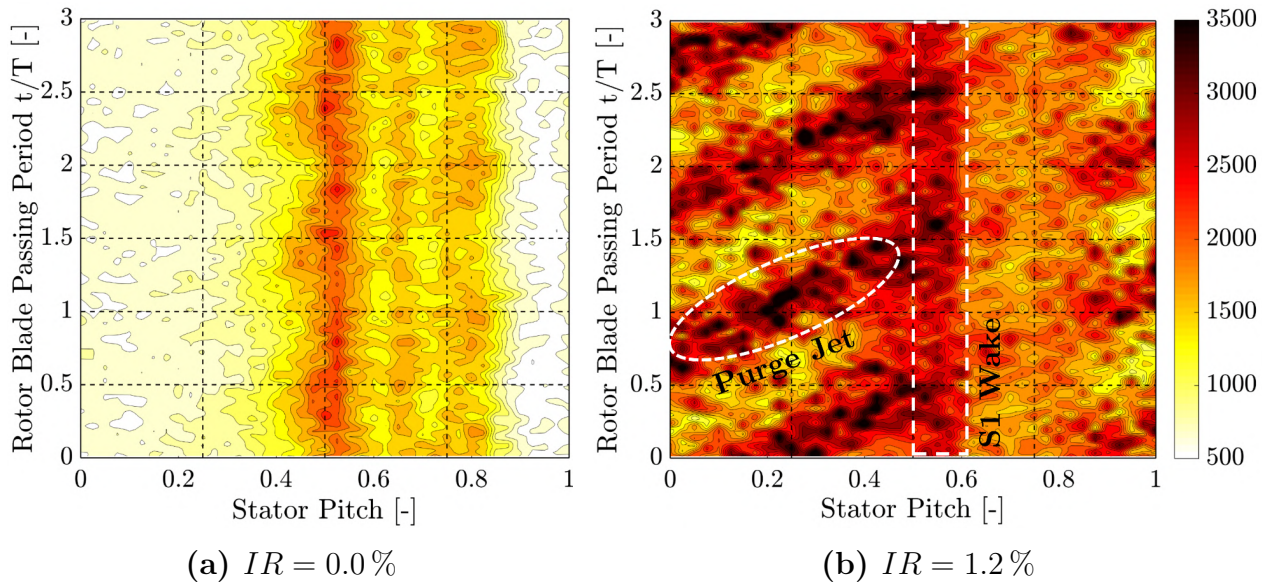 Rotor Blade Passing Period t/T [-]
3
2.5
2
1.5
1
0.5
0
0 0.2 0.4 0.6 0.8 1
Stator Pitch [-]
(a) IR = 0.0 %
Rotor Blade Passing Period t/T [-]
3
2.5
2
1.5
1
0.5
0
Purge Jet
S1 Wake
0 0.2 0.4 0.6 0.8 1
Stator Pitch [-]
(b) IR = 1.2 %
3500
3000
2500
2000
1500
1000
500